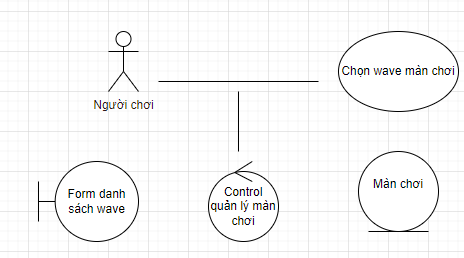 Chọn wave màn chơi
Người chơi
Form danh
sách wave
Control
quản lý màn
chơi
Màn chơi